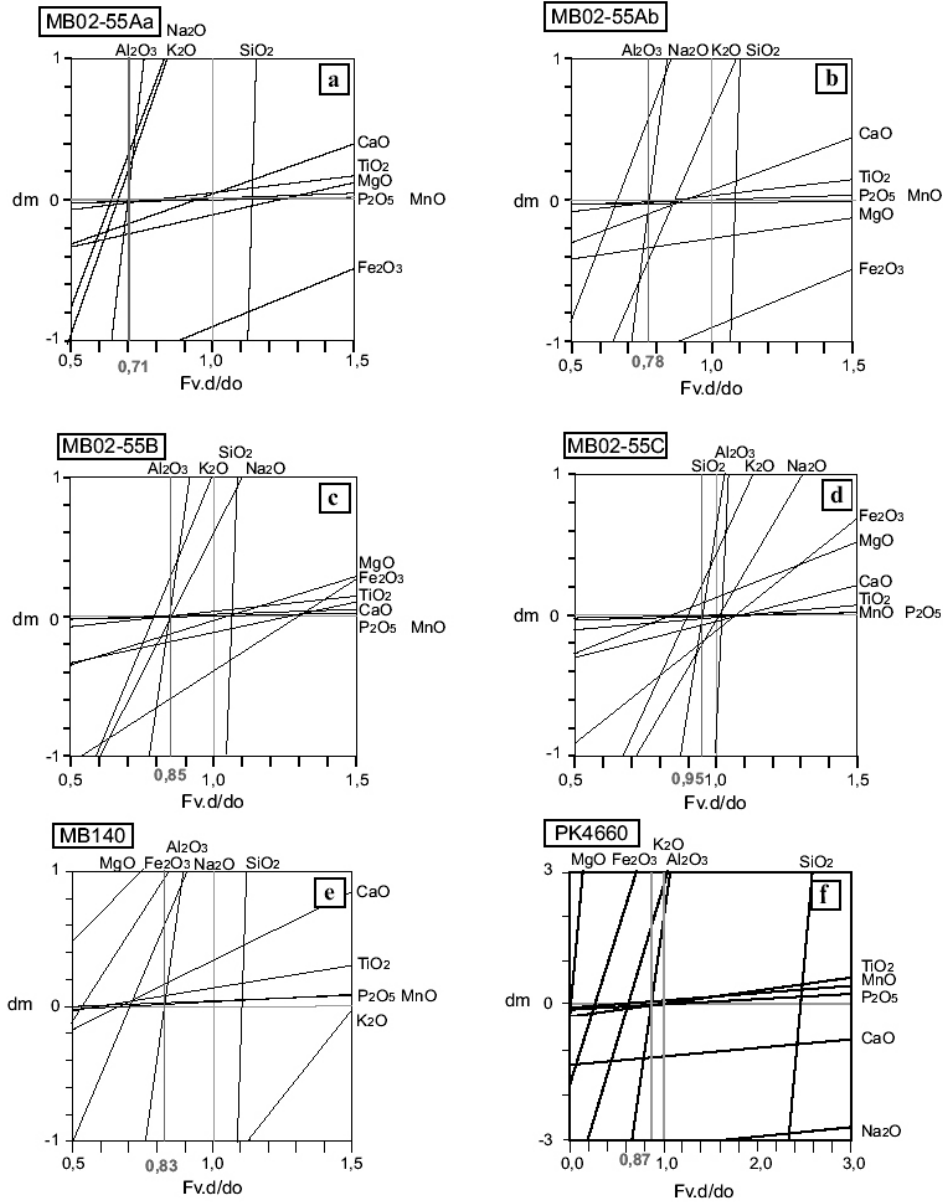 MB02-55Aa
Na2O
Al2O3 K2O SiO2
1
a
CaO
TiO2
MgO
dm 0
P2O5 MnO
Fe2O3
-1
0,5 0,71 1,0 1,5
Fv.d/do
MB02-55Ab
Al2O3 Na2O K2O SiO2
1
b
CaO
TiO2
dm 0
P2O5 MnO
MgO
Fe2O3
-1
0,5 0,78 1,0 1,5
Fv.d/do
MB02-55B
SiO2
Al2O3 K2O Na2O
1
c
MgO
Fe2O3
TiO2
CaO
dm 0
P2O5 MnO
-1
0,5 0,85 1,0 1,5
Fv.d/do
MB02-55C
Al2O3
SiO2 K2O Na2O
1
d
Fe2O3
MgO
CaO
TiO2
dm 0
MnO P2O5
-1
0,5 0,95 1,0 1,5
Fv.d/do
MB140
Al2O3
MgO Fe2O3 Na2O SiO2
1
e
CaO
TiO2
dm 0
P2O5 MnO
K2O
-1
0,5 0,83 1,0 1,5
Fv.d/do
PK4660
K2O
MgO Fe2O3 Al2O3 SiO2
3
f
TiO2
MnO
dm 0
P2O5
CaO
Na2O
-3
0,0 0,87 1,0 2,0 3,0
Fv.d/do